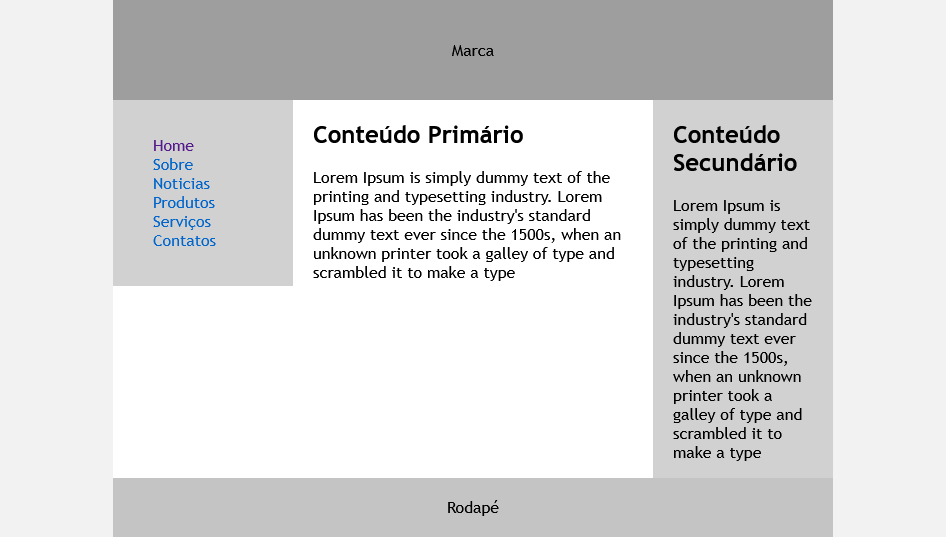 Marca
Home
Sobre
Noticias
Produtos
Serviços
Contatos
Conteúdo Primário
Lorem Ipsum is simply dummy text of the
printing and typesetting industry. Lorem
Ipsum has been the industry's standard
dummy text ever since the 1500s, when an
unknown printer took a galley of type and
scrambled it to make a type
Conteúdo
Secundário
Lorem Ipsum is
simply dummy text
of the printing and
typesetting
industry. Lorem
Ipsum has been the
industry's standard
dummy text ever
since the 1500s,
when an unknown
printer took a
galley of type and
scrambled it to
make a type
Rodapé